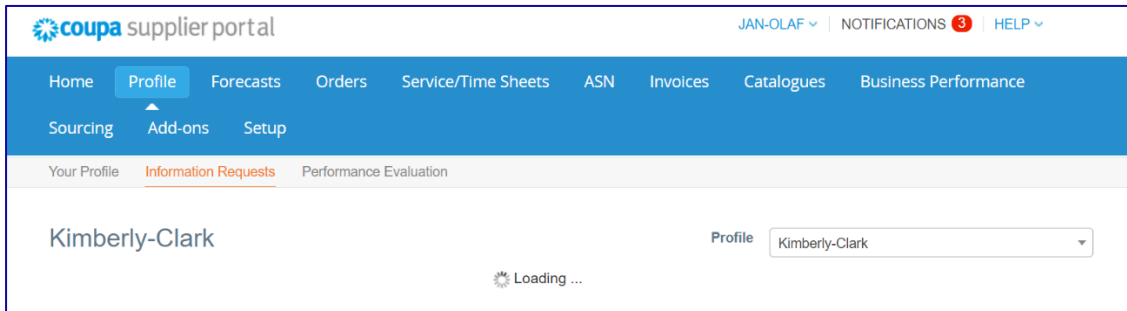 coupa supplier portal JAN-OLAF NOTIFICATIONS 3 HELP
Home Profile Forecasts Orders Service/Time Sheets ASN Invoices Catalogues Business Performance
Sourcing Add-ons Setup
Your Profile Information Requests Performance Evaluation
Kimberly-Clark Profile Kimberly-Clark
Loading ...